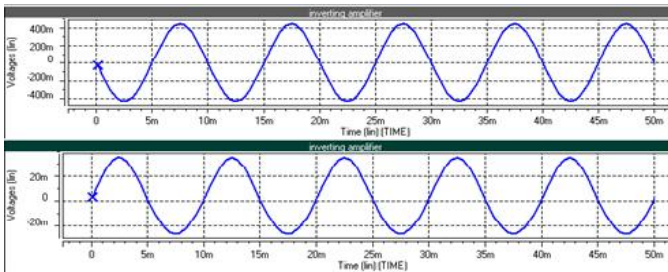 inverting amplifier
Voltages (lin)
400m
200m
0
-200m
-400m
0 5m 10m 15m 20m 25m 30m 35m 40m 45m 50m
Time (lin) (TIME)
inverting amplifier
Voltages (lin)
20m
0
-20m
0 5m 10m 15m 20m 25m 30m 35m 40m 45m 50m
Time (lin) (TIME)